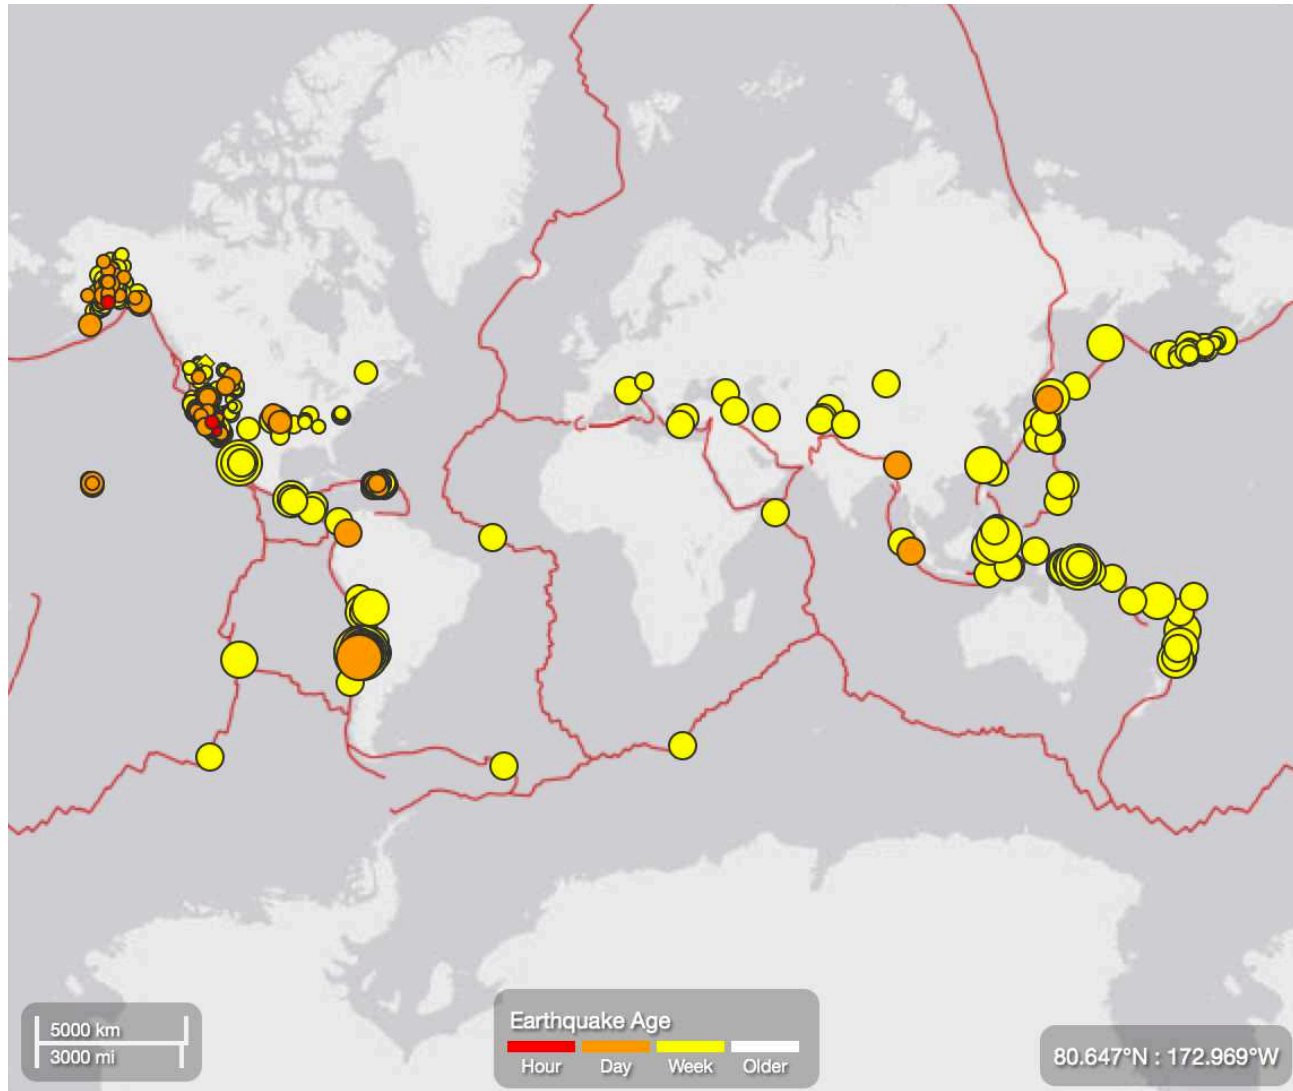 5000 km
3000 mi
Earthquake Age
Hour Day Week Older
80.647°N : 172.969°W